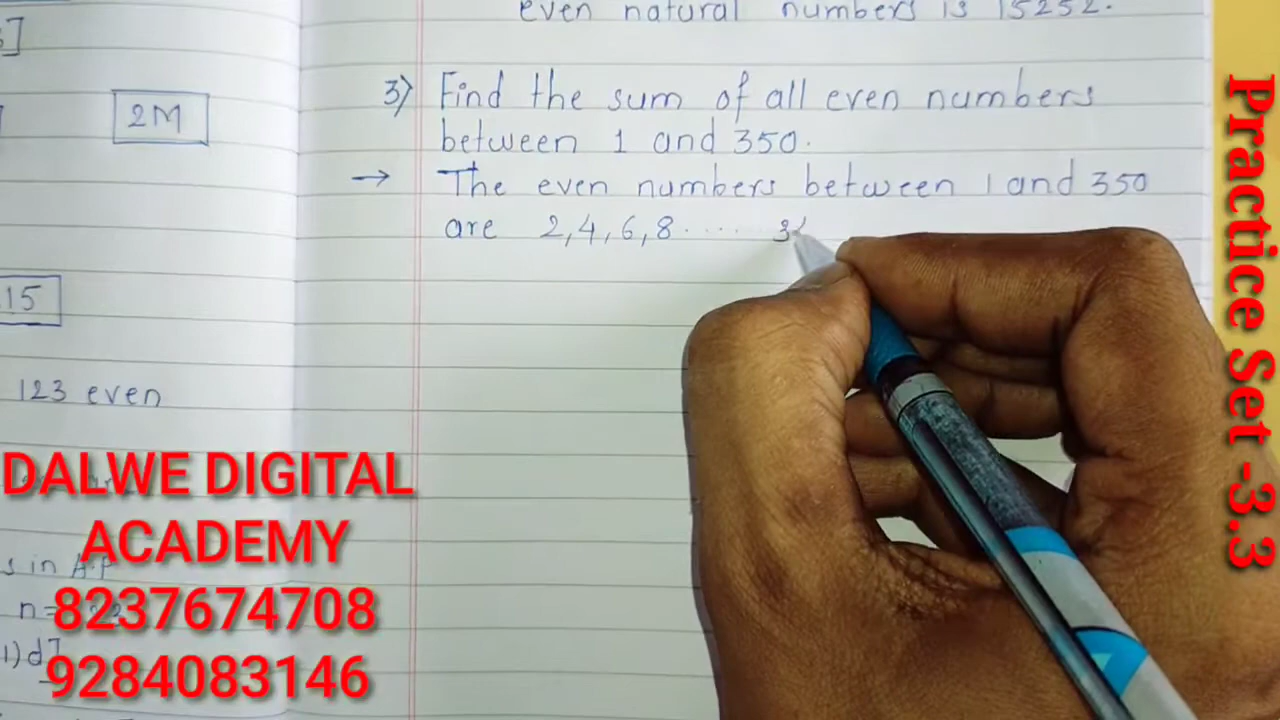 even natural numbers is 15252.
2M
3) Find the sum of all even numbers
between 1 and 350.
→ The even numbers between 1 and 350
are 2,4,6,8.....
15
123 even
DALWE DIGITAL
ACADEMY
s in A.P
8237674708
n=
1)d]
9284083146
Practice Set -3.3